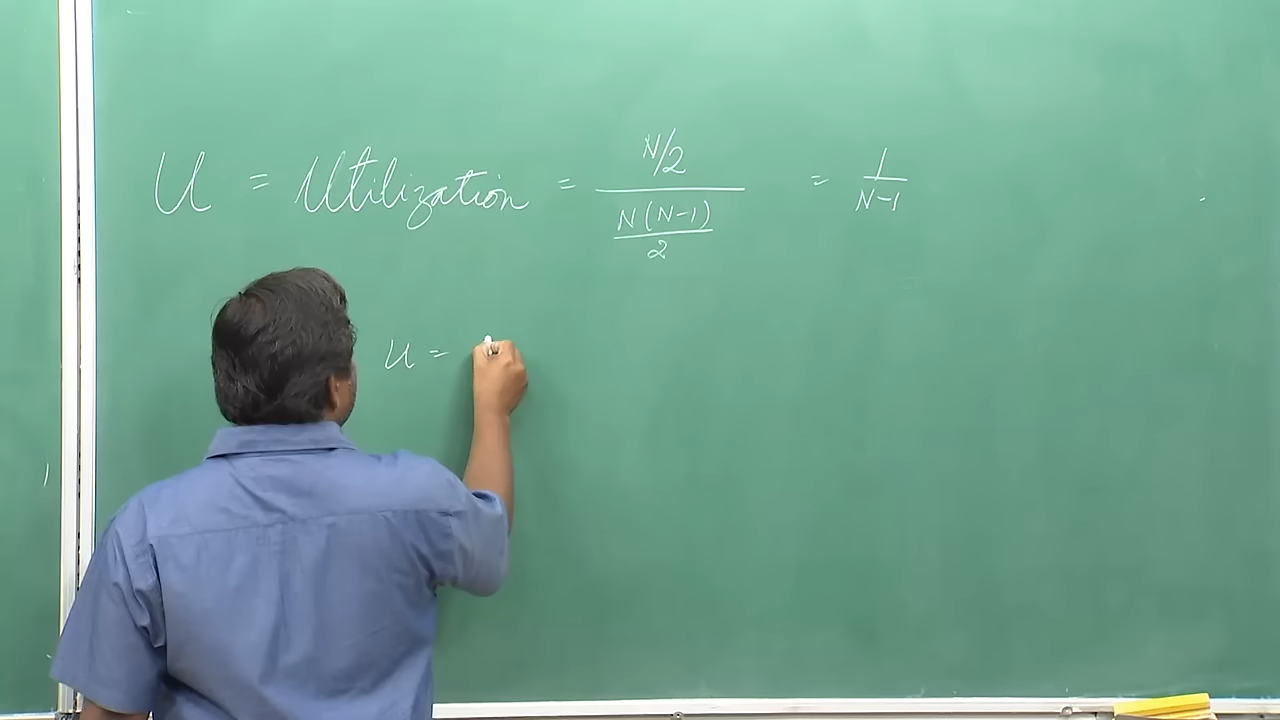 U = Utilization = N/2 / N(N-1)/2 = 1/N-1
U =